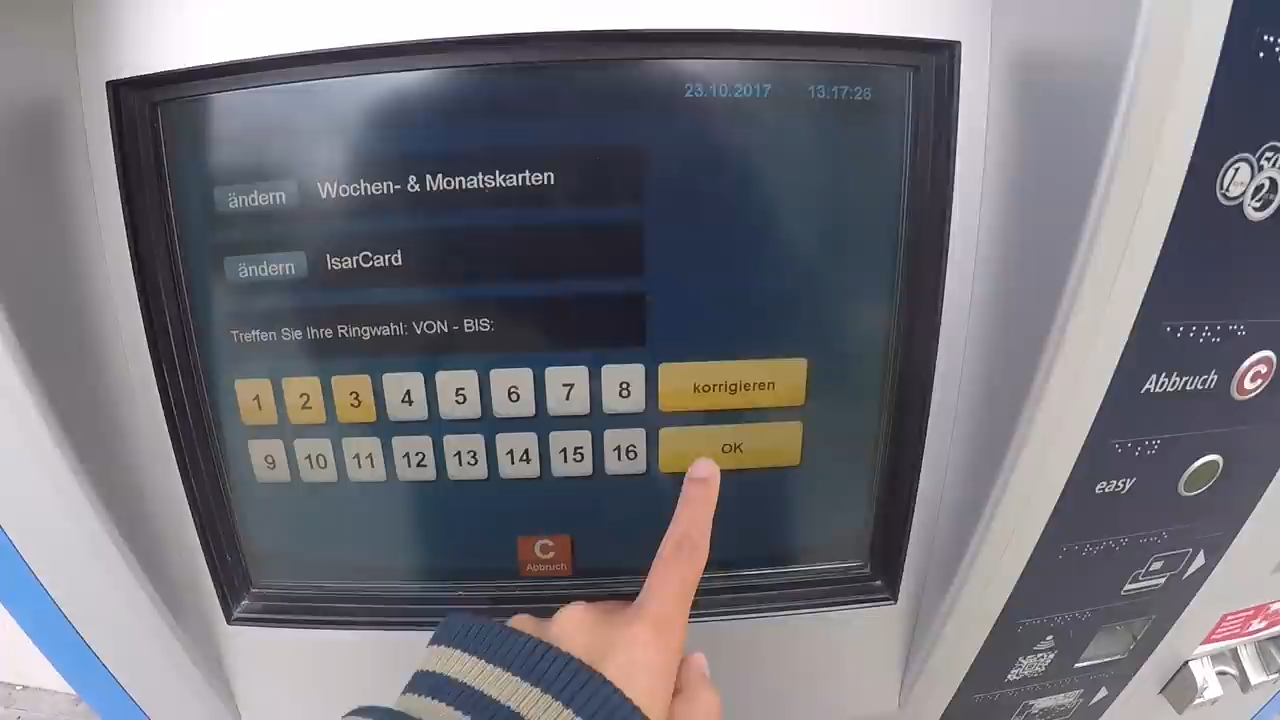 23.10.2017 13:17:26
ändern Wochen- & Monatskarten
ändern IsarCard
Treffen Sie Ihre Ringwahl: VON - BIS:
1 2 3 4 5 6 7 8 korrigieren
9 10 11 12 13 14 15 16 OK
C
Abbruch
Abbruch C
easy